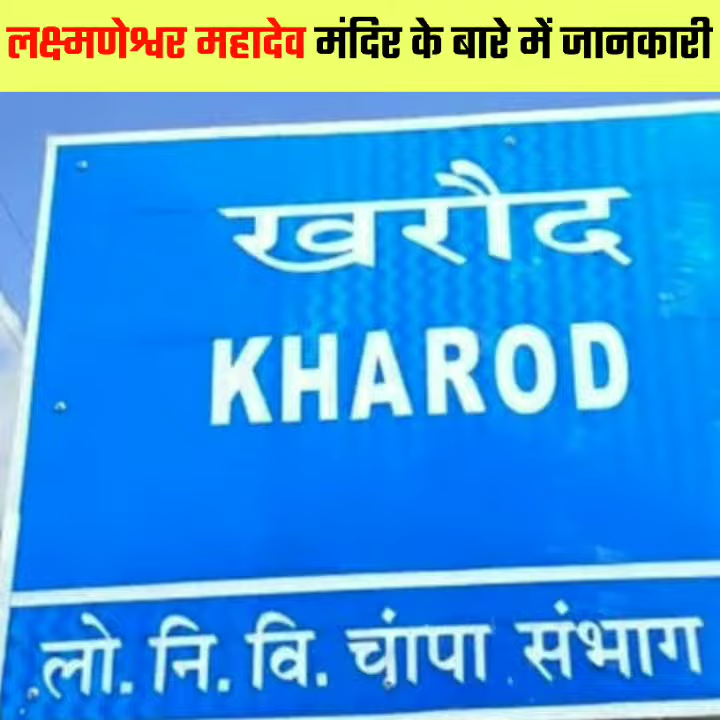 लक्ष्मणेश्वर महादेव मंदिर के बारे में जानकारी
खरौद
KHAROD
लो. नि. वि. चांपा संभाग